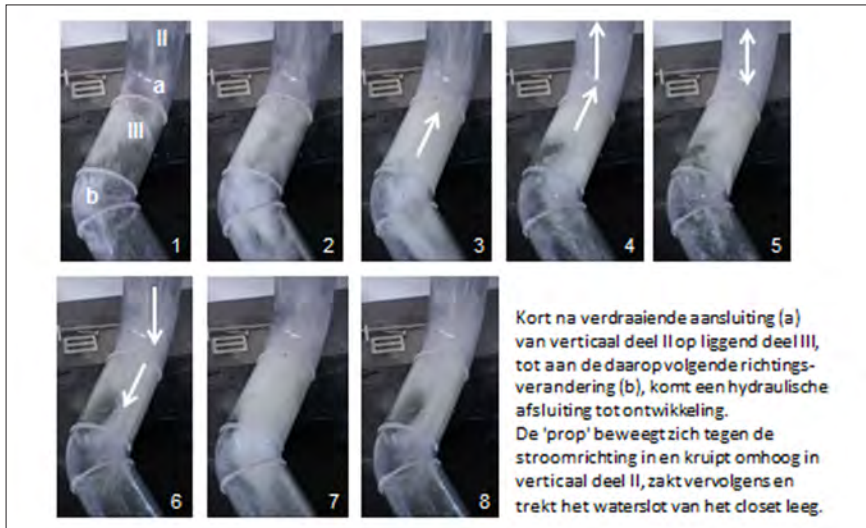 II
a
III
b
1
2
3
4
5
6
7
8
Kort na verdraaiende aansluiting (a)
van verticaal deel II op liggend deel III,
tot aan de daarop volgende richtings-
verandering (b), komt een hydraulische
afsluiting tot ontwikkeling.
De 'prop' beweegt zich tegen de
stroomrichting in en kruipt omhoog in
verticaal deel II, zakt vervolgens en
trekt het waterslot van het closet leeg.